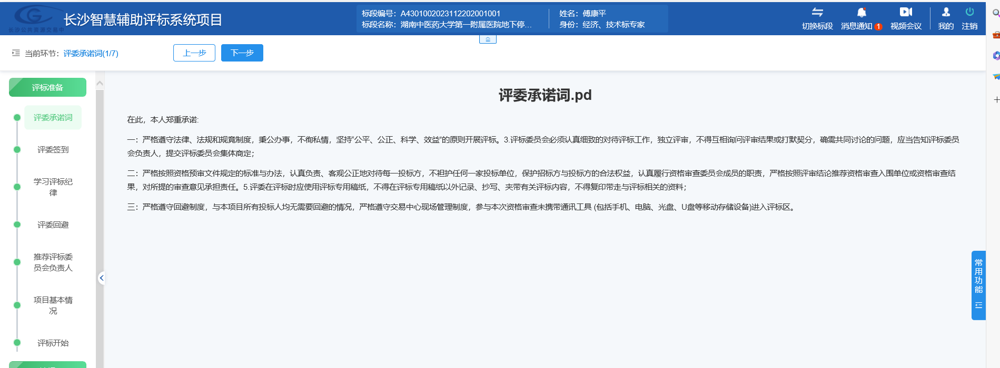 长沙公共资源交易中
长沙智慧辅助评标系统项目
标段编号：A4301002023112202001001
标段名称：湖南中医药大学第一附属医院地下停...
姓名：傅康平
身份：经济、技术标专家
切换标段
消息通知 1
视频会议
我的
注销
当前环节：评委承诺词(1/7)
上一步
下一步
评标准备
评委承诺词
评委签到
学习评标纪
律
评委回避
推荐评标委
员会负责人
项目基本情
况
评标开始
评委承诺词.pd
在此，本人郑重承诺:
一：严格遵守法律、法规和规竟制度，秉公办事，不徇私情，坚持“公平、公正、科学、效益”的原则开展评标。3.评标委员会必须认真细致的对待评标工作，独立评审，不得互相询问评审结果或打默契分，确需共同讨论的问题，应当告知评标委员
会负责人，提交评标委员会集体商定；
二：严格按照资格预审文件规定的标准与办法，认真负责、客观公正地对待每一投标方，不袒护任何一家投标单位，保护招标方与投标方的合法权益，认真履行资格审查委员会成员的职责，严格按照评审结论推荐资格审查入围单位或资格审查结
果，对所提的审查意见承担责任。5.评委在评标时应使用评标专用稿纸，不得在评标专用稿纸以外记录、抄写、夹带有关评标内容，不得复印带走与评标相关的资料；
三：严格遵守回避制度，与本项目所有投标人均无需要回避的情况，严格遵守交易中心现场管理制度，参与本次资格审查未携带通讯工具 (包括手机、电脑、光盘、U盘等移动存储设备)进入评标区。
常用功能